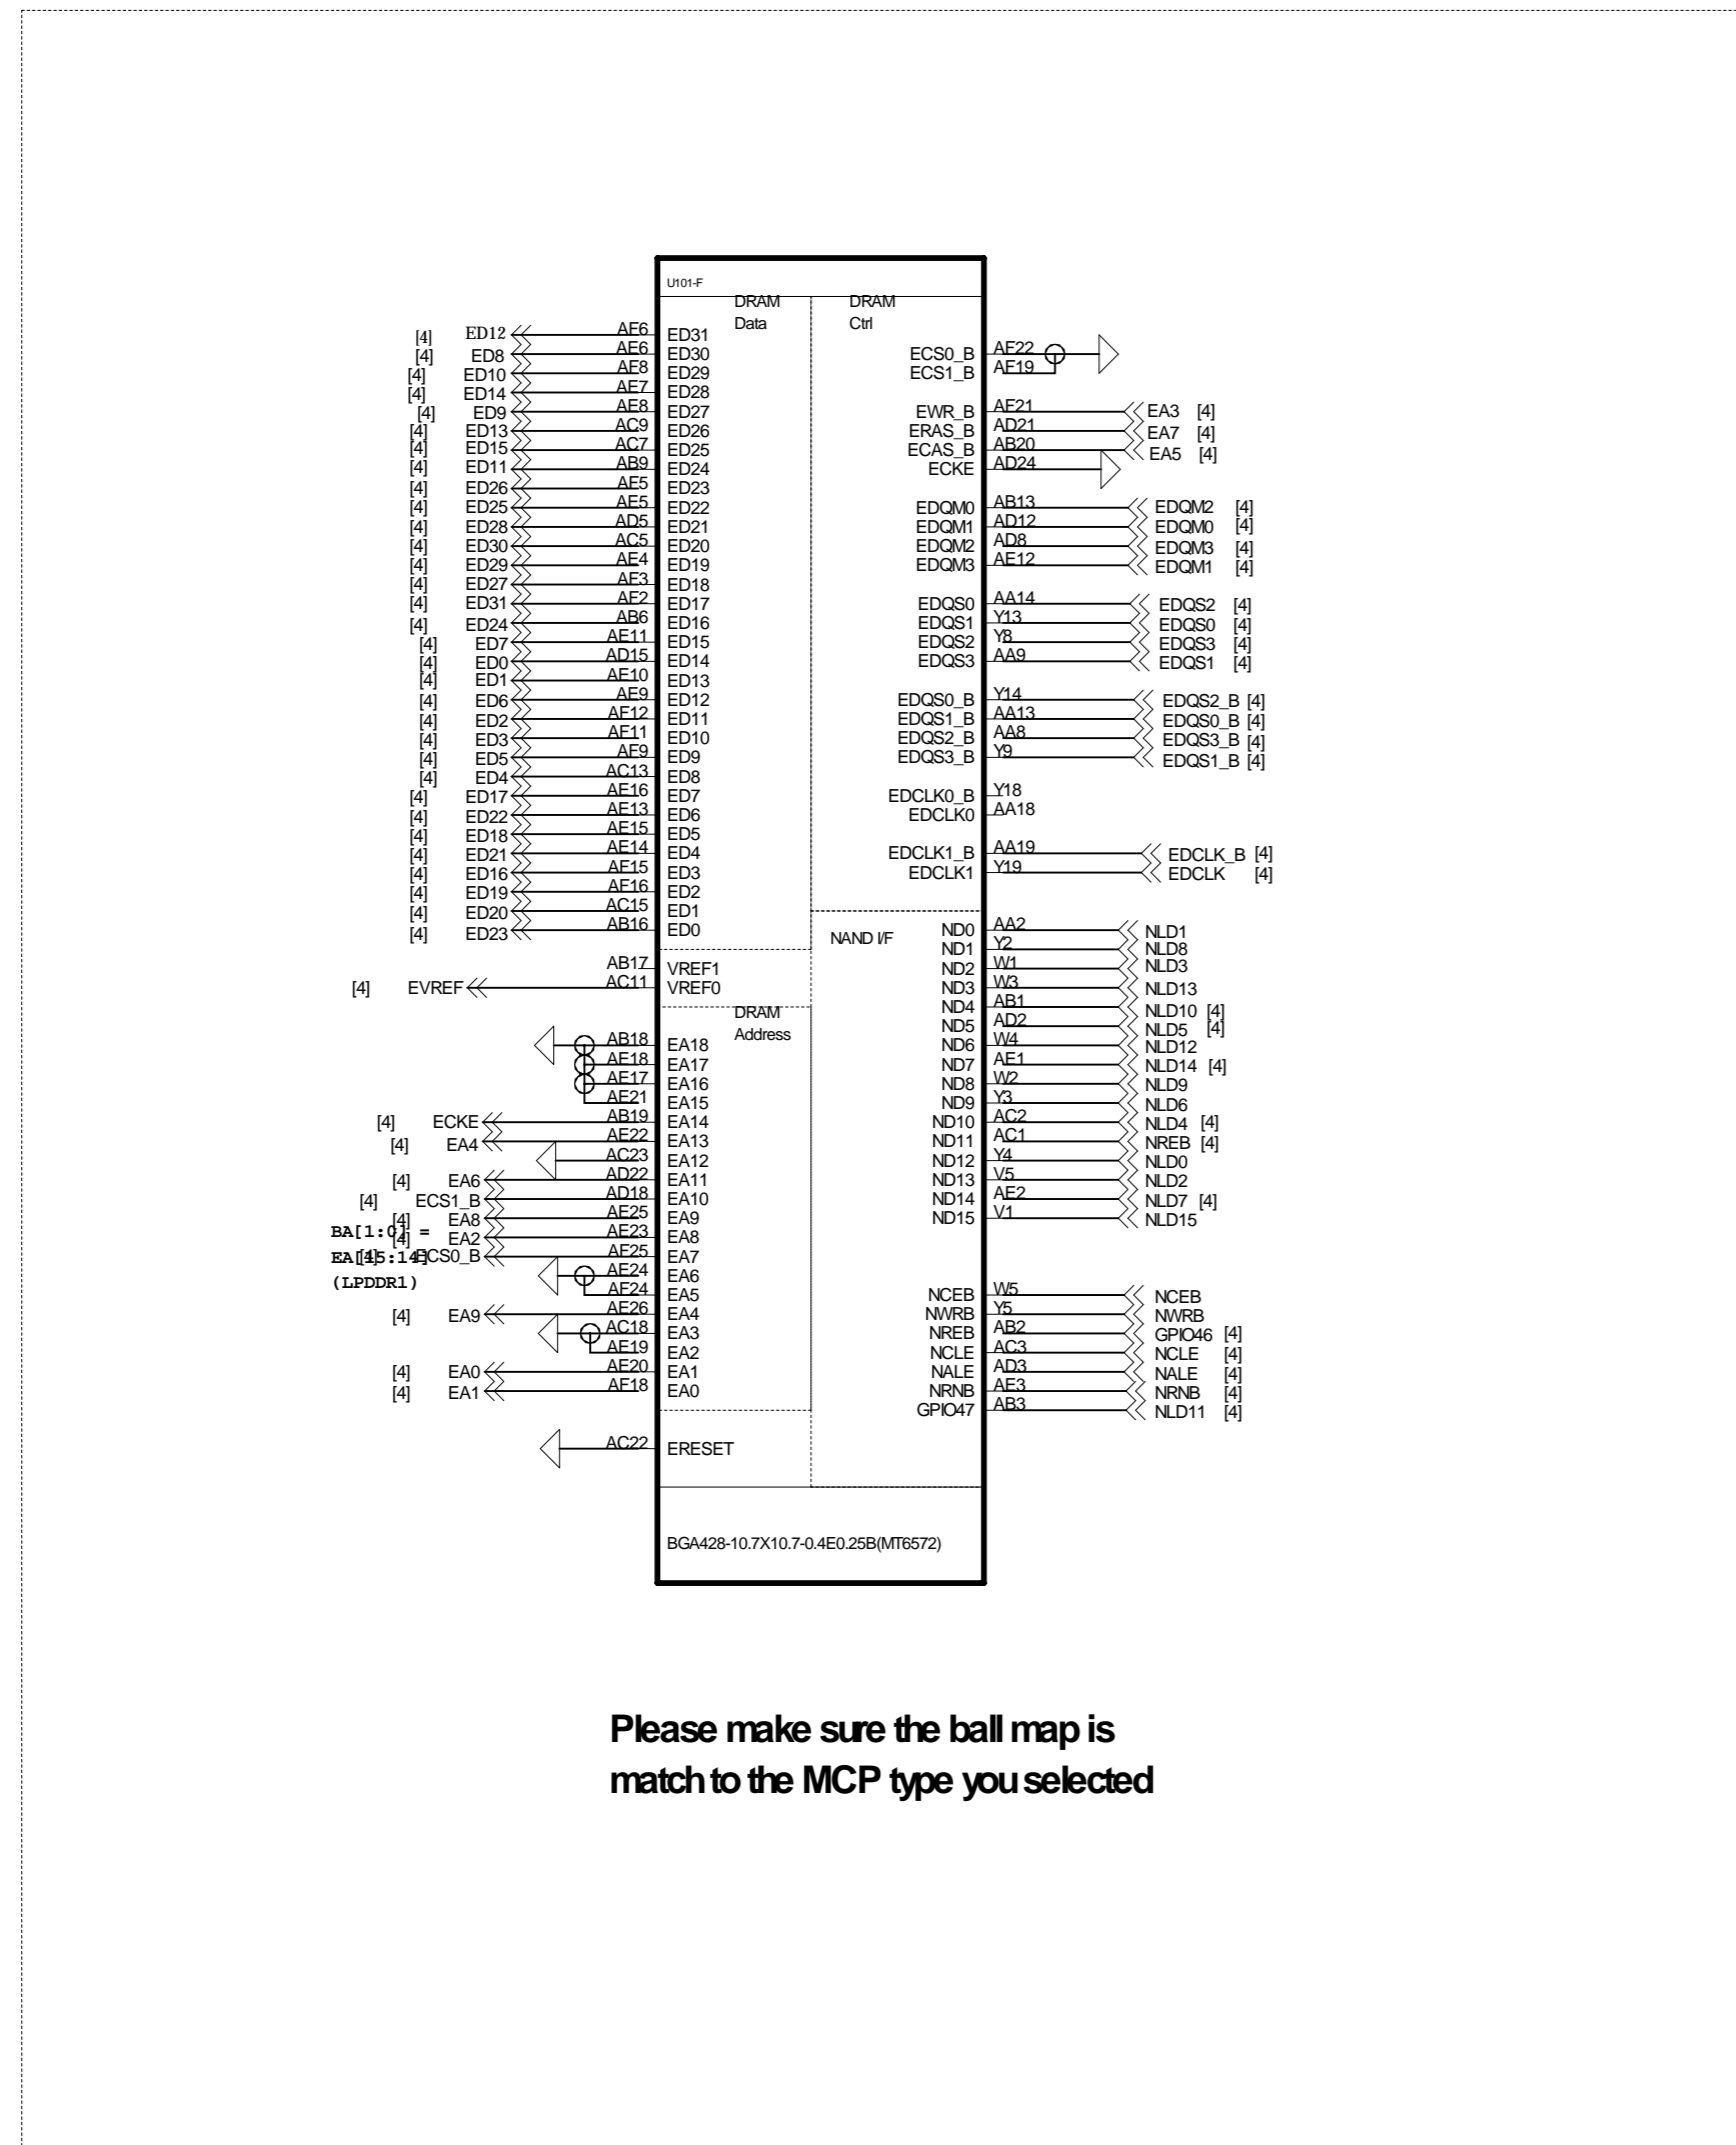 U101-F
DRAM Data
DRAM Ctrl
[4] ED12 AF6 ED31
[4] ED8 AE6 ED30
[4] ED10 AF8 ED29
[4] ED14 AE7 ED28
[4] ED9 AE8 ED27
[4] ED13 AC9 ED26
[4] ED15 AC7 ED25
[4] ED11 AB9 ED24
[4] ED26 AF5 ED23
[4] ED25 AE5 ED22
[4] ED28 AD5 ED21
[4] ED30 AC5 ED20
[4] ED29 AE4 ED19
[4] ED27 AF3 ED18
[4] ED31 AF2 ED17
[4] ED24 AB6 ED16
[4] ED7 AE11 ED15
[4] ED0 AD15 ED14
[4] ED1 AE10 ED13
[4] ED6 AE9 ED12
[4] ED2 AF12 ED11
[4] ED3 AF11 ED10
[4] ED5 AF9 ED9
[4] ED4 AC13 ED8
[4] ED17 AE16 ED7
[4] ED22 AE13 ED6
[4] ED18 AE15 ED5
[4] ED21 AE14 ED4
[4] ED16 AF15 ED3
[4] ED19 AF16 ED2
[4] ED20 AC15 ED1
[4] ED23 AB16 ED0
AB17 VREF1
[4] EVREF AC11 VREF0
DRAM Address
AB18 EA18
AF18 EA17
AE17 EA16
AE21 EA15
[4] ECKE AB19 EA14
[4] EA4 AE22 EA13
AC23 EA12
[4] EA6 AD22 EA11
[4] ECS1_B AD18 EA10
[4] EA8 AE25 EA9
[4] EA2 AE23 EA8
[4] ECS0_B AF25 EA7
BA[1:0] =
EA[15:14]
(LPDDR1)
AE24 EA6
AF24 EA5
[4] EA9 AE26 EA4
AC18 EA3
AE19 EA2
[4] EA0 AE20 EA1
[4] EA1 AF18 EA0
AC22 ERESET
ECS0_B AF22
ECS1_B AF19
EWR_B AF21 EA3 [4]
ERAS_B AD21 EA7 [4]
ECAS_B AB20 EA5 [4]
ECKE AD24
EDQM0 AB13 EDQM2 [4]
EDQM1 AD12 EDQM0 [4]
EDQM2 AD8 EDQM3 [4]
EDQM3 AE12 EDQM1 [4]
EDQS0 AA14 EDQS2 [4]
EDQS1 Y13 EDQS0 [4]
EDQS2 Y8 EDQS3 [4]
EDQS3 AA9 EDQS1 [4]
EDQS0_B Y14 EDQS2_B [4]
EDQS1_B AA13 EDQS0_B [4]
EDQS2_B AA8 EDQS3_B [4]
EDQS3_B Y9 EDQS1_B [4]
EDCLK0_B Y18
EDCLK0 AA18
EDCLK1_B AA19 EDCLK_B [4]
EDCLK1 Y19 EDCLK [4]
NAND I/F
ND0 AA2 NLD1
ND1 Y2 NLD8
ND2 W1 NLD3
ND3 W3 NLD13
ND4 AB1 NLD10 [4]
ND5 AD2 NLD5 [4]
ND6 W4 NLD12
ND7 AE1 NLD14 [4]
ND8 W2 NLD9
ND9 Y3 NLD6
ND10 AC2 NLD4 [4]
ND11 AC1 NREB [4]
ND12 Y4 NLD0
ND13 V5 NLD2
ND14 AE2 NLD7 [4]
ND15 V1 NLD15
NCEB W5 NCEB
NWRB Y5 NWRB
NREB AB2 GPIO46 [4]
NCLE AC3 NCLE [4]
NALE AD3 NALE [4]
NRNB AE3 NRNB [4]
GPIO47 AB3 NLD11 [4]
BGA428-10.7X10.7-0.4E0.25B(MT6572)
Please make sure the ball map is
match to the MCP type you selected